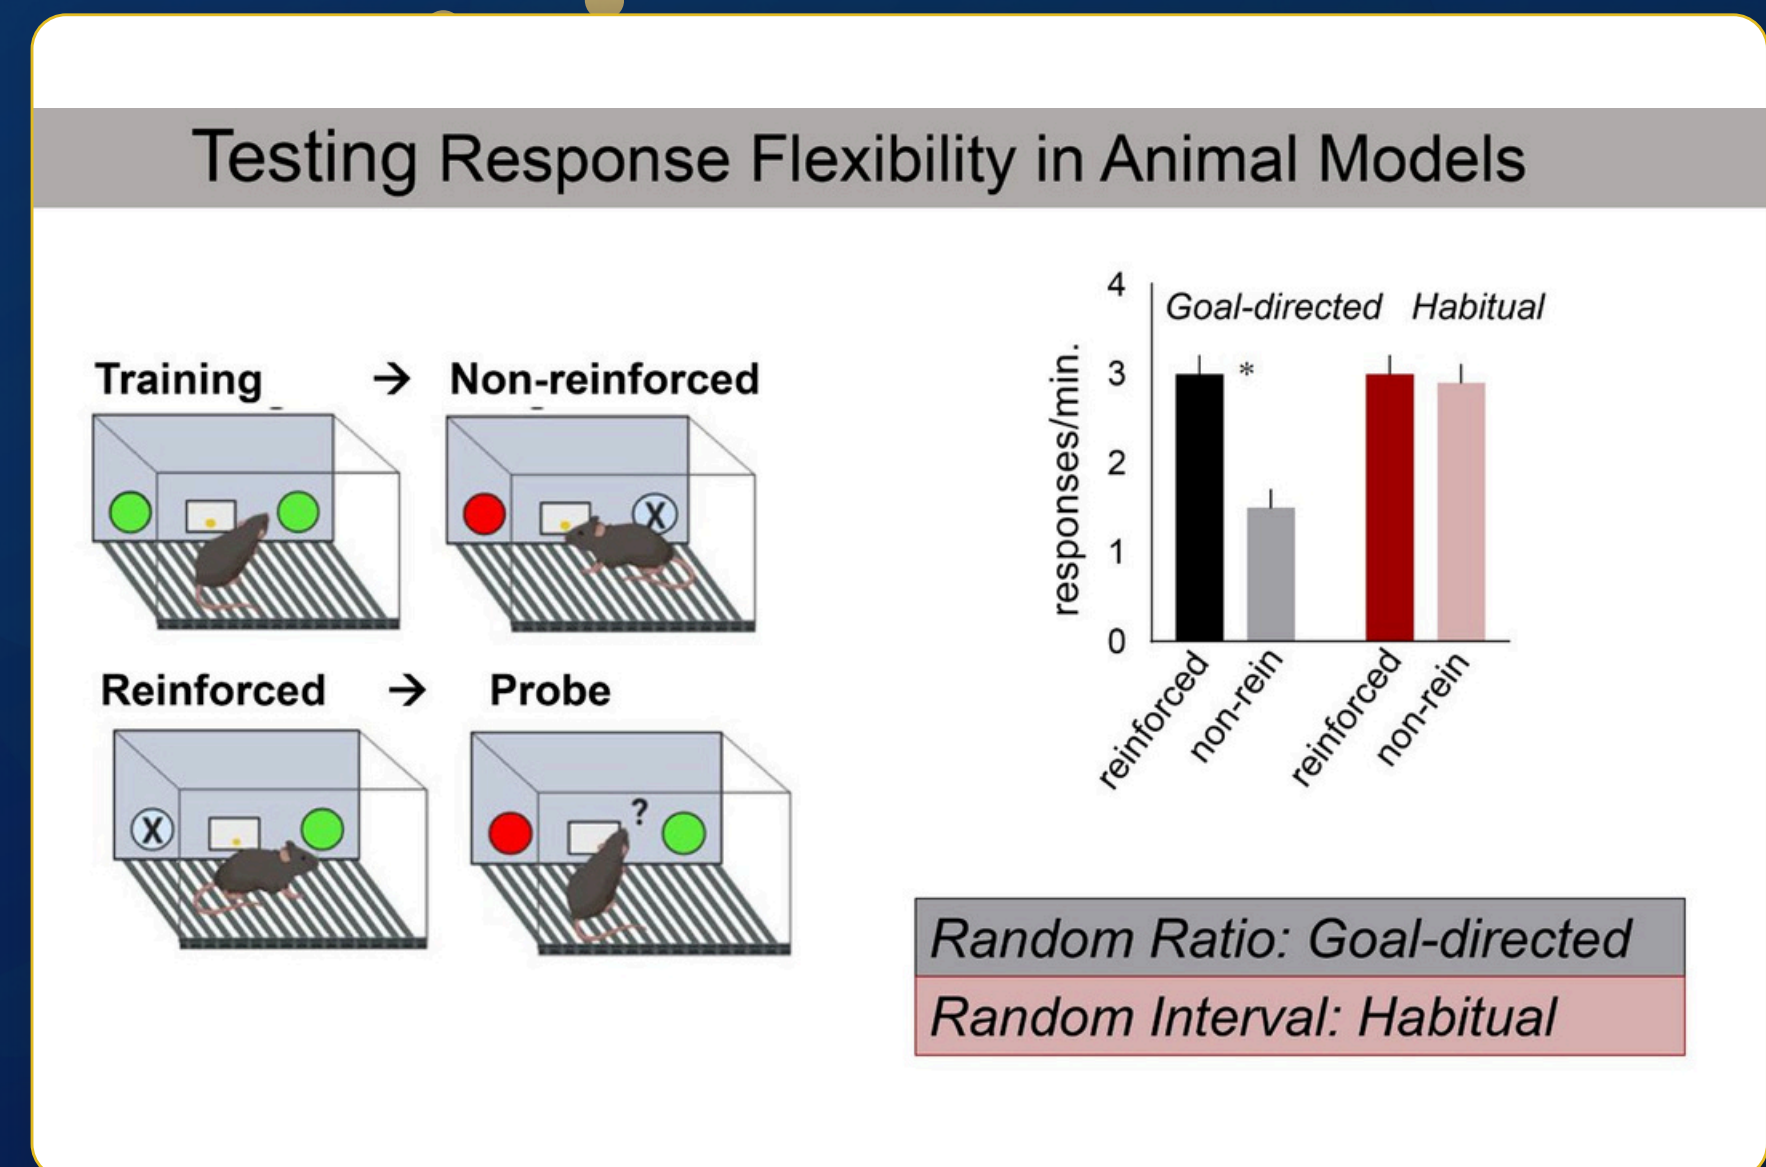 Testing Response Flexibility in Animal Models
Training → Non-reinforced
X
Reinforced → Probe
X
?
4
3
2
1
0
responses/min.
Goal-directed Habitual
*
reinforced
non-rein
reinforced
non-rein
Random Ratio: Goal-directed
Random Interval: Habitual